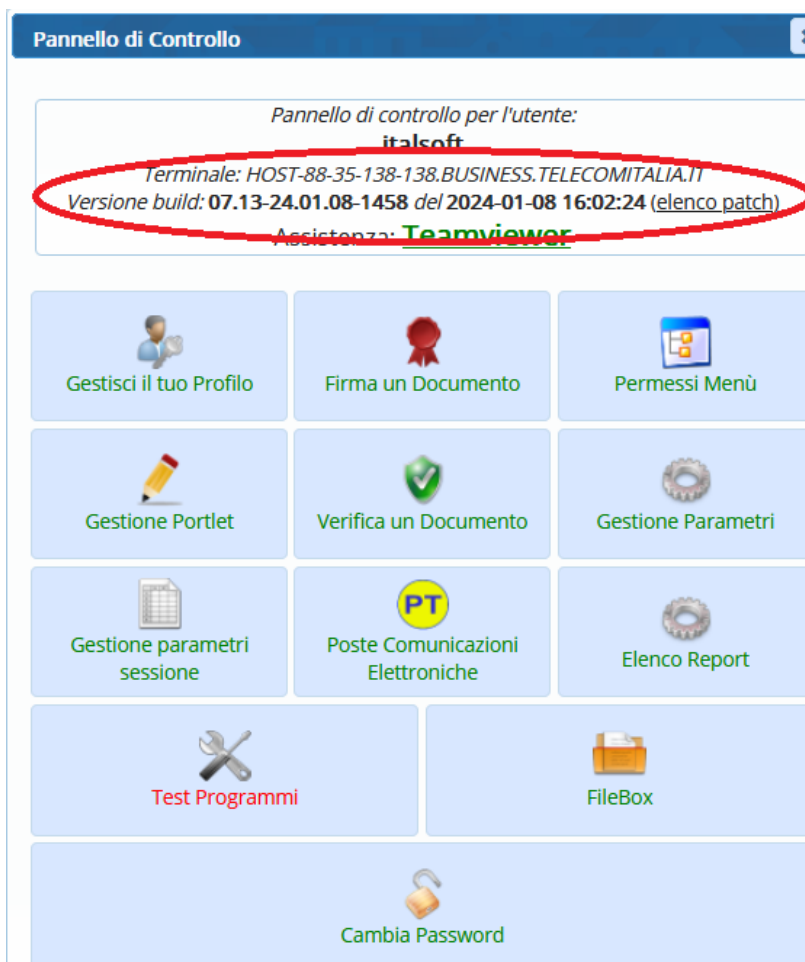 Pannello di Controllo
Pannello di controllo per l'utente:
italsoft
Terminale: HOST-88-35-138-138.BUSINESS.TELECOMITALIA.IT
Versione build: 07.13-24.01.08-1458 del 2024-01-08 16:02:24 (elenco patch)
Assistenza: Teamviewer
Gestisci il tuo Profilo
Firma un Documento
Permessi Menù
Gestione Portlet
Verifica un Documento
Gestione Parametri
Gestione parametri
sessione
PT
Poste Comunicazioni
Elettroniche
Elenco Report
Test Programmi
FileBox
Cambia Password